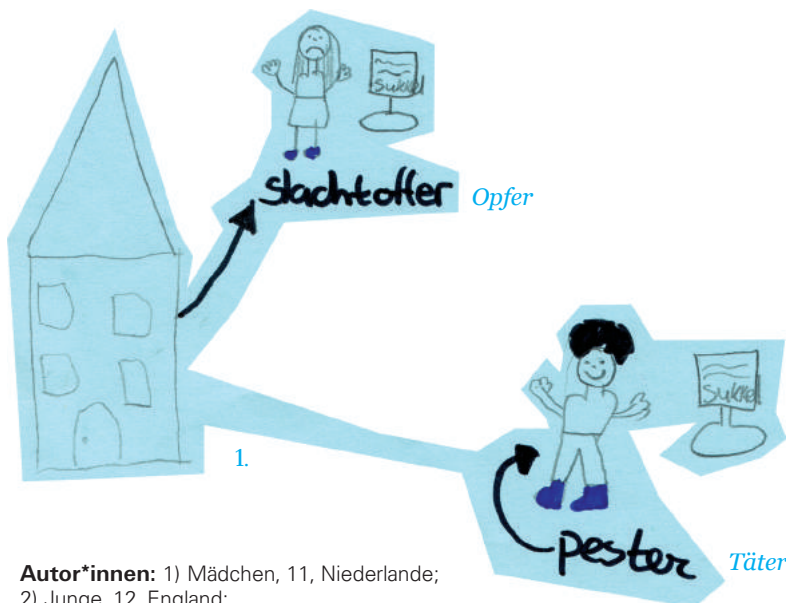 sukkel
slachtoffer
Opfer
sukkel
1.
pester
Täter
Autor*innen: 1) Mädchen, 11, Niederlande;
2) Junge, 12, England;